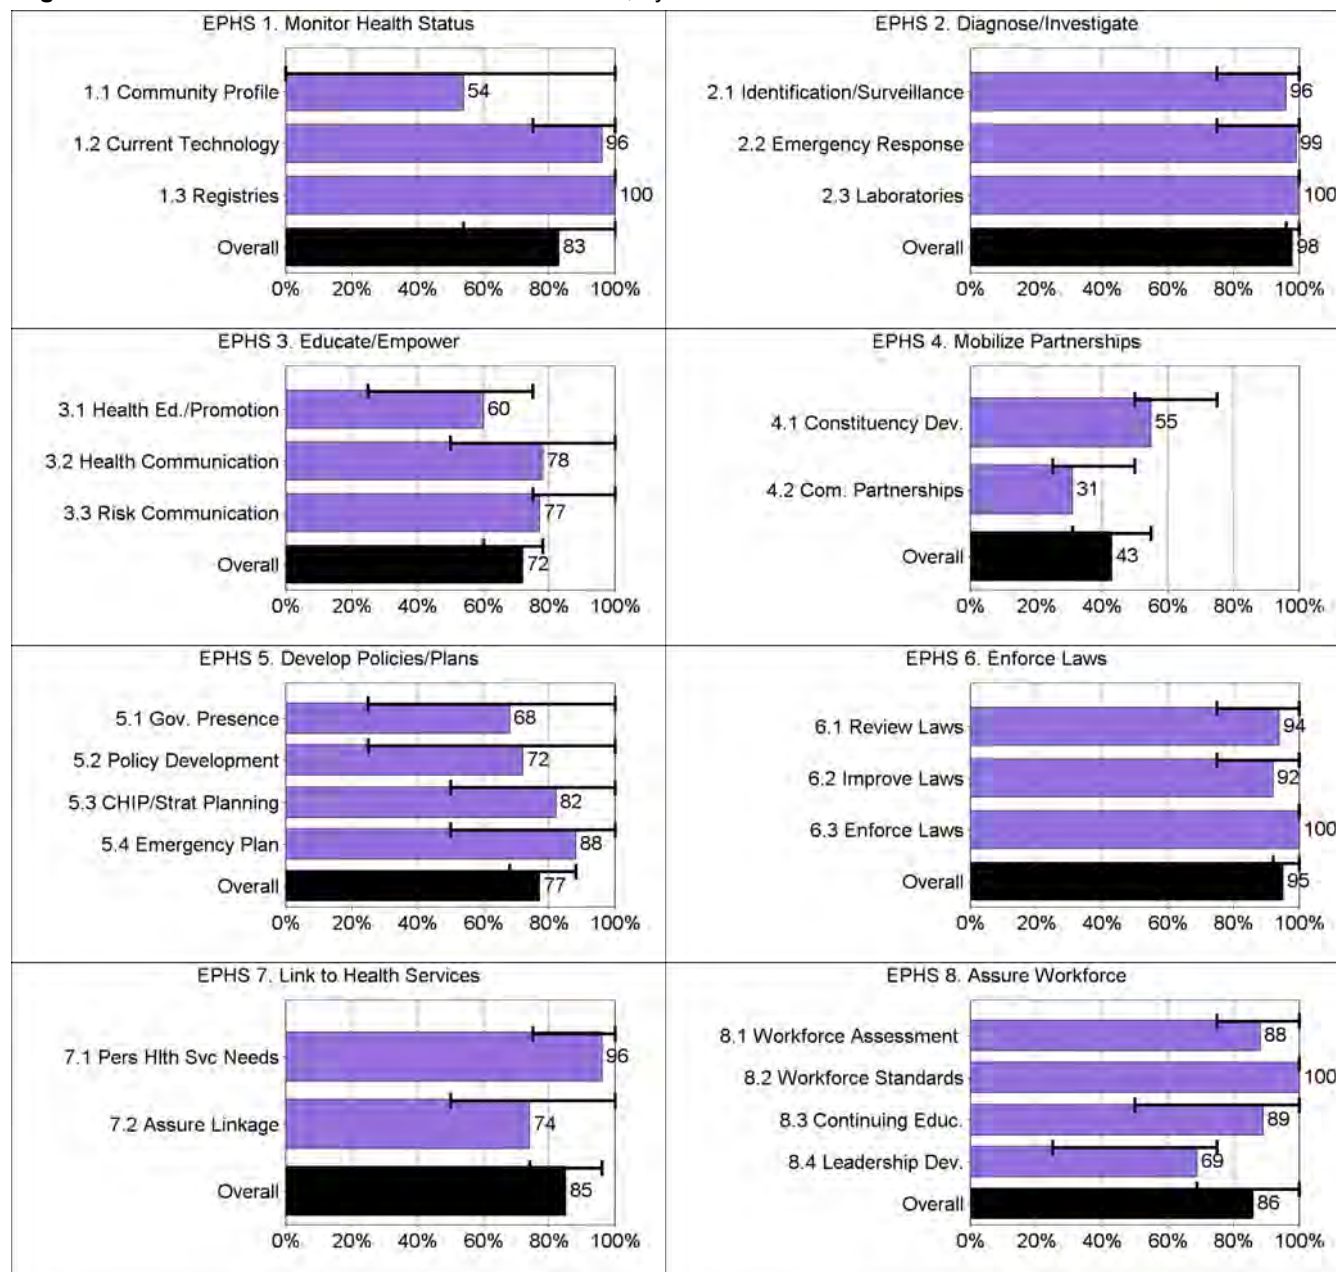 EPHS 1. Monitor Health Status
1.1 Community Profile 54
1.2 Current Technology 96
1.3 Registries 100
Overall 83
0% 20% 40% 60% 80% 100%
EPHS 2. Diagnose/Investigate
2.1 Identification/Surveillance 96
2.2 Emergency Response 99
2.3 Laboratories 100
Overall 98
0% 20% 40% 60% 80% 100%
EPHS 3. Educate/Empower
3.1 Health Ed./Promotion 60
3.2 Health Communication 78
3.3 Risk Communication 77
Overall 72
0% 20% 40% 60% 80% 100%
EPHS 4. Mobilize Partnerships
4.1 Constituency Dev. 55
4.2 Com. Partnerships 31
Overall 43
0% 20% 40% 60% 80% 100%
EPHS 5. Develop Policies/Plans
5.1 Gov. Presence 68
5.2 Policy Development 72
5.3 CHIP/Strat Planning 82
5.4 Emergency Plan 88
Overall 77
0% 20% 40% 60% 80% 100%
EPHS 6. Enforce Laws
6.1 Review Laws 94
6.2 Improve Laws 92
6.3 Enforce Laws 100
Overall 95
0% 20% 40% 60% 80% 100%
EPHS 7. Link to Health Services
7.1 Pers Hlth Svc Needs 96
7.2 Assure Linkage 74
Overall 85
0% 20% 40% 60% 80% 100%
EPHS 8. Assure Workforce
8.1 Workforce Assessment 88
8.2 Workforce Standards 100
8.3 Continuing Educ. 89
8.4 Leadership Dev. 69
Overall 86
0% 20% 40% 60% 80% 100%